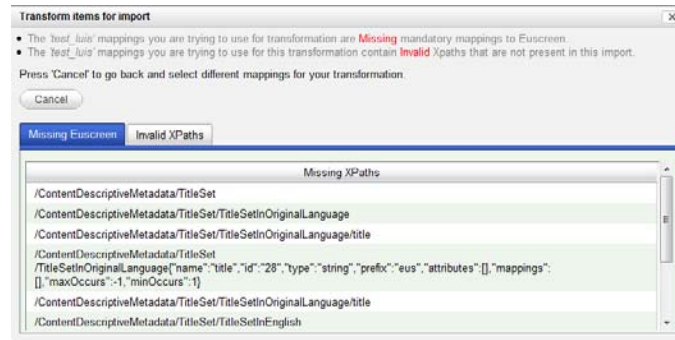 Transform items for import
The 'test_luis' mappings you are trying to use for transformation are Missing mandatory mappings to Euscreen.
The 'test_luis' mappings you are trying to use for this transformation contain Invalid Xpaths that are not present in this import.
Press 'Cancel' to go back and select different mappings for your transformation.
Cancel
Missing Euscreen Invalid XPaths
Missing XPaths
/ContentDescriptiveMetadata/TitleSet
/ContentDescriptiveMetadata/TitleSet/TitleSetInOriginalLanguage
/ContentDescriptiveMetadata/TitleSet/TitleSetInOriginalLanguage/title
/ContentDescriptiveMetadata/TitleSet
/TitleSetInOriginalLanguage{"name":"title","id":"28","type":"string","prefix":"eus","attributes":[],"mappings":
[],"maxOccurs":-1,"minOccurs":1}
/ContentDescriptiveMetadata/TitleSet/TitleSetInOriginalLanguage/title
/ContentDescriptiveMetadata/TitleSet/TitleSetInEnglish